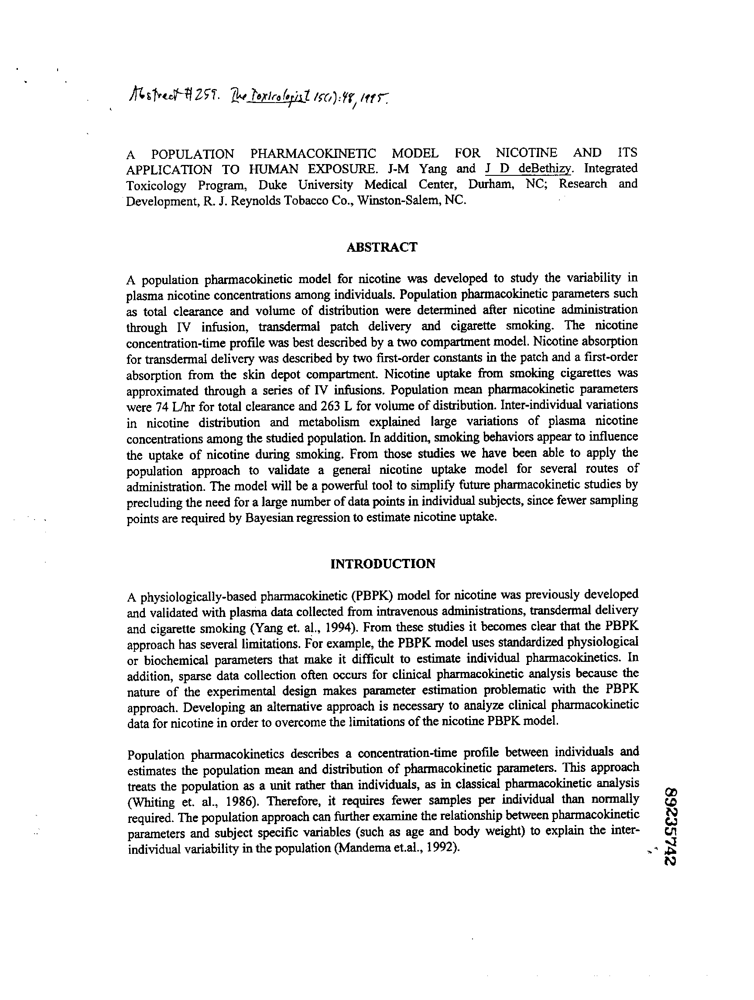 Abstract #259. The Toxicologist 15(1):48, 1995.
A POPULATION PHARMACOKINETIC MODEL FOR NICOTINE AND ITS
APPLICATION TO HUMAN EXPOSURE. J-M Yang and J D deBethizy. Integrated
Toxicology Program, Duke University Medical Center, Durham, NC; Research and
Development, R. J. Reynolds Tobacco Co., Winston-Salem, NC.
ABSTRACT
A population pharmacokinetic model for nicotine was developed to study the variability in
plasma nicotine concentrations among individuals. Population pharmacokinetic parameters such
as total clearance and volume of distribution were determined after nicotine administration
through IV infusion, transdermal patch delivery and cigarette smoking. The nicotine
concentration-time profile was best described by a two compartment model. Nicotine absorption
for transdermal delivery was described by two first-order constants in the patch and a first-order
absorption from the skin depot compartment. Nicotine uptake from smoking cigarettes was
approximated through a series of IV infusions. Population mean pharmacokinetic parameters
were 74 L/hr for total clearance and 263 L for volume of distribution. Inter-individual variations
in nicotine distribution and metabolism explained large variations of plasma nicotine
concentrations among the studied population. In addition, smoking behaviors appear to influence
the uptake of nicotine during smoking. From those studies we have been able to apply the
population approach to validate a general nicotine uptake model for several routes of
administration. The model will be a powerful tool to simplify future pharmacokinetic studies by
precluding the need for a large number of data points in individual subjects, since fewer sampling
points are required by Bayesian regression to estimate nicotine uptake.
INTRODUCTION
A physiologically-based pharmacokinetic (PBPK) model for nicotine was previously developed
and validated with plasma data collected from intravenous administrations, transdermal delivery
and cigarette smoking (Yang et. al., 1994). From these studies it becomes clear that the PBPK
approach has several limitations. For example, the PBPK model uses standardized physiological
or biochemical parameters that make it difficult to estimate individual pharmacokinetics. In
addition, sparse data collection often occurs for clinical pharmacokinetic analysis because the
nature of the experimental design makes parameter estimation problematic with the PBPK
approach. Developing an alternative approach is necessary to analyze clinical pharmacokinetic
data for nicotine in order to overcome the limitations of the nicotine PBPK model.
Population pharmacokinetics describes a concentration-time profile between individuals and
estimates the population mean and distribution of pharmacokinetic parameters. This approach
treats the population as a unit rather than individuals, as in classical pharmacokinetic analysis
(Whiting et. al., 1986). Therefore, it requires fewer samples per individual than normally
required. The population approach can further examine the relationship between pharmacokinetic
parameters and subject specific variables (such as age and body weight) to explain the inter-
individual variability in the population (Mandema et.al., 1992).
89235742